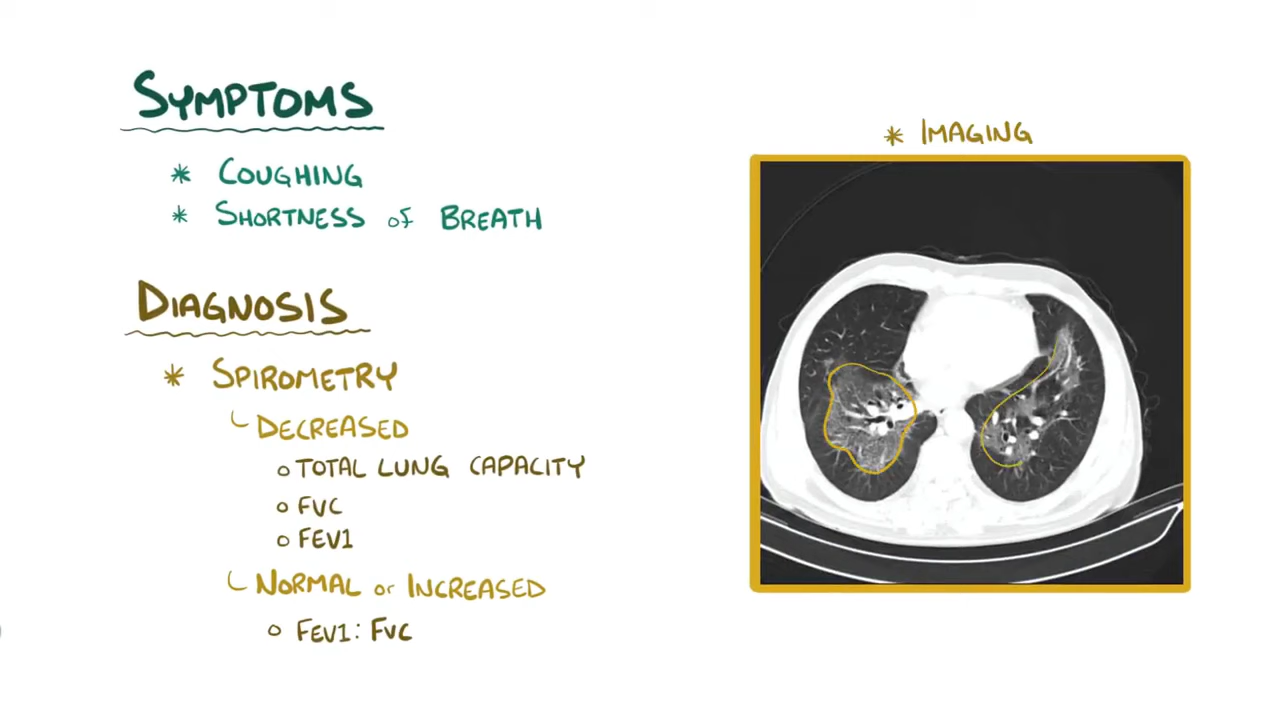 SYMPTOMS
* COUGHING
* SHORTNESS of BREATH
DIAGNOSIS
* SPIROMETRY
DECREASED
o TOTAL LUNG CAPACITY
o FVC
o FEV1
NORMAL or INCREASED
o FEV1: FVC
* IMAGING